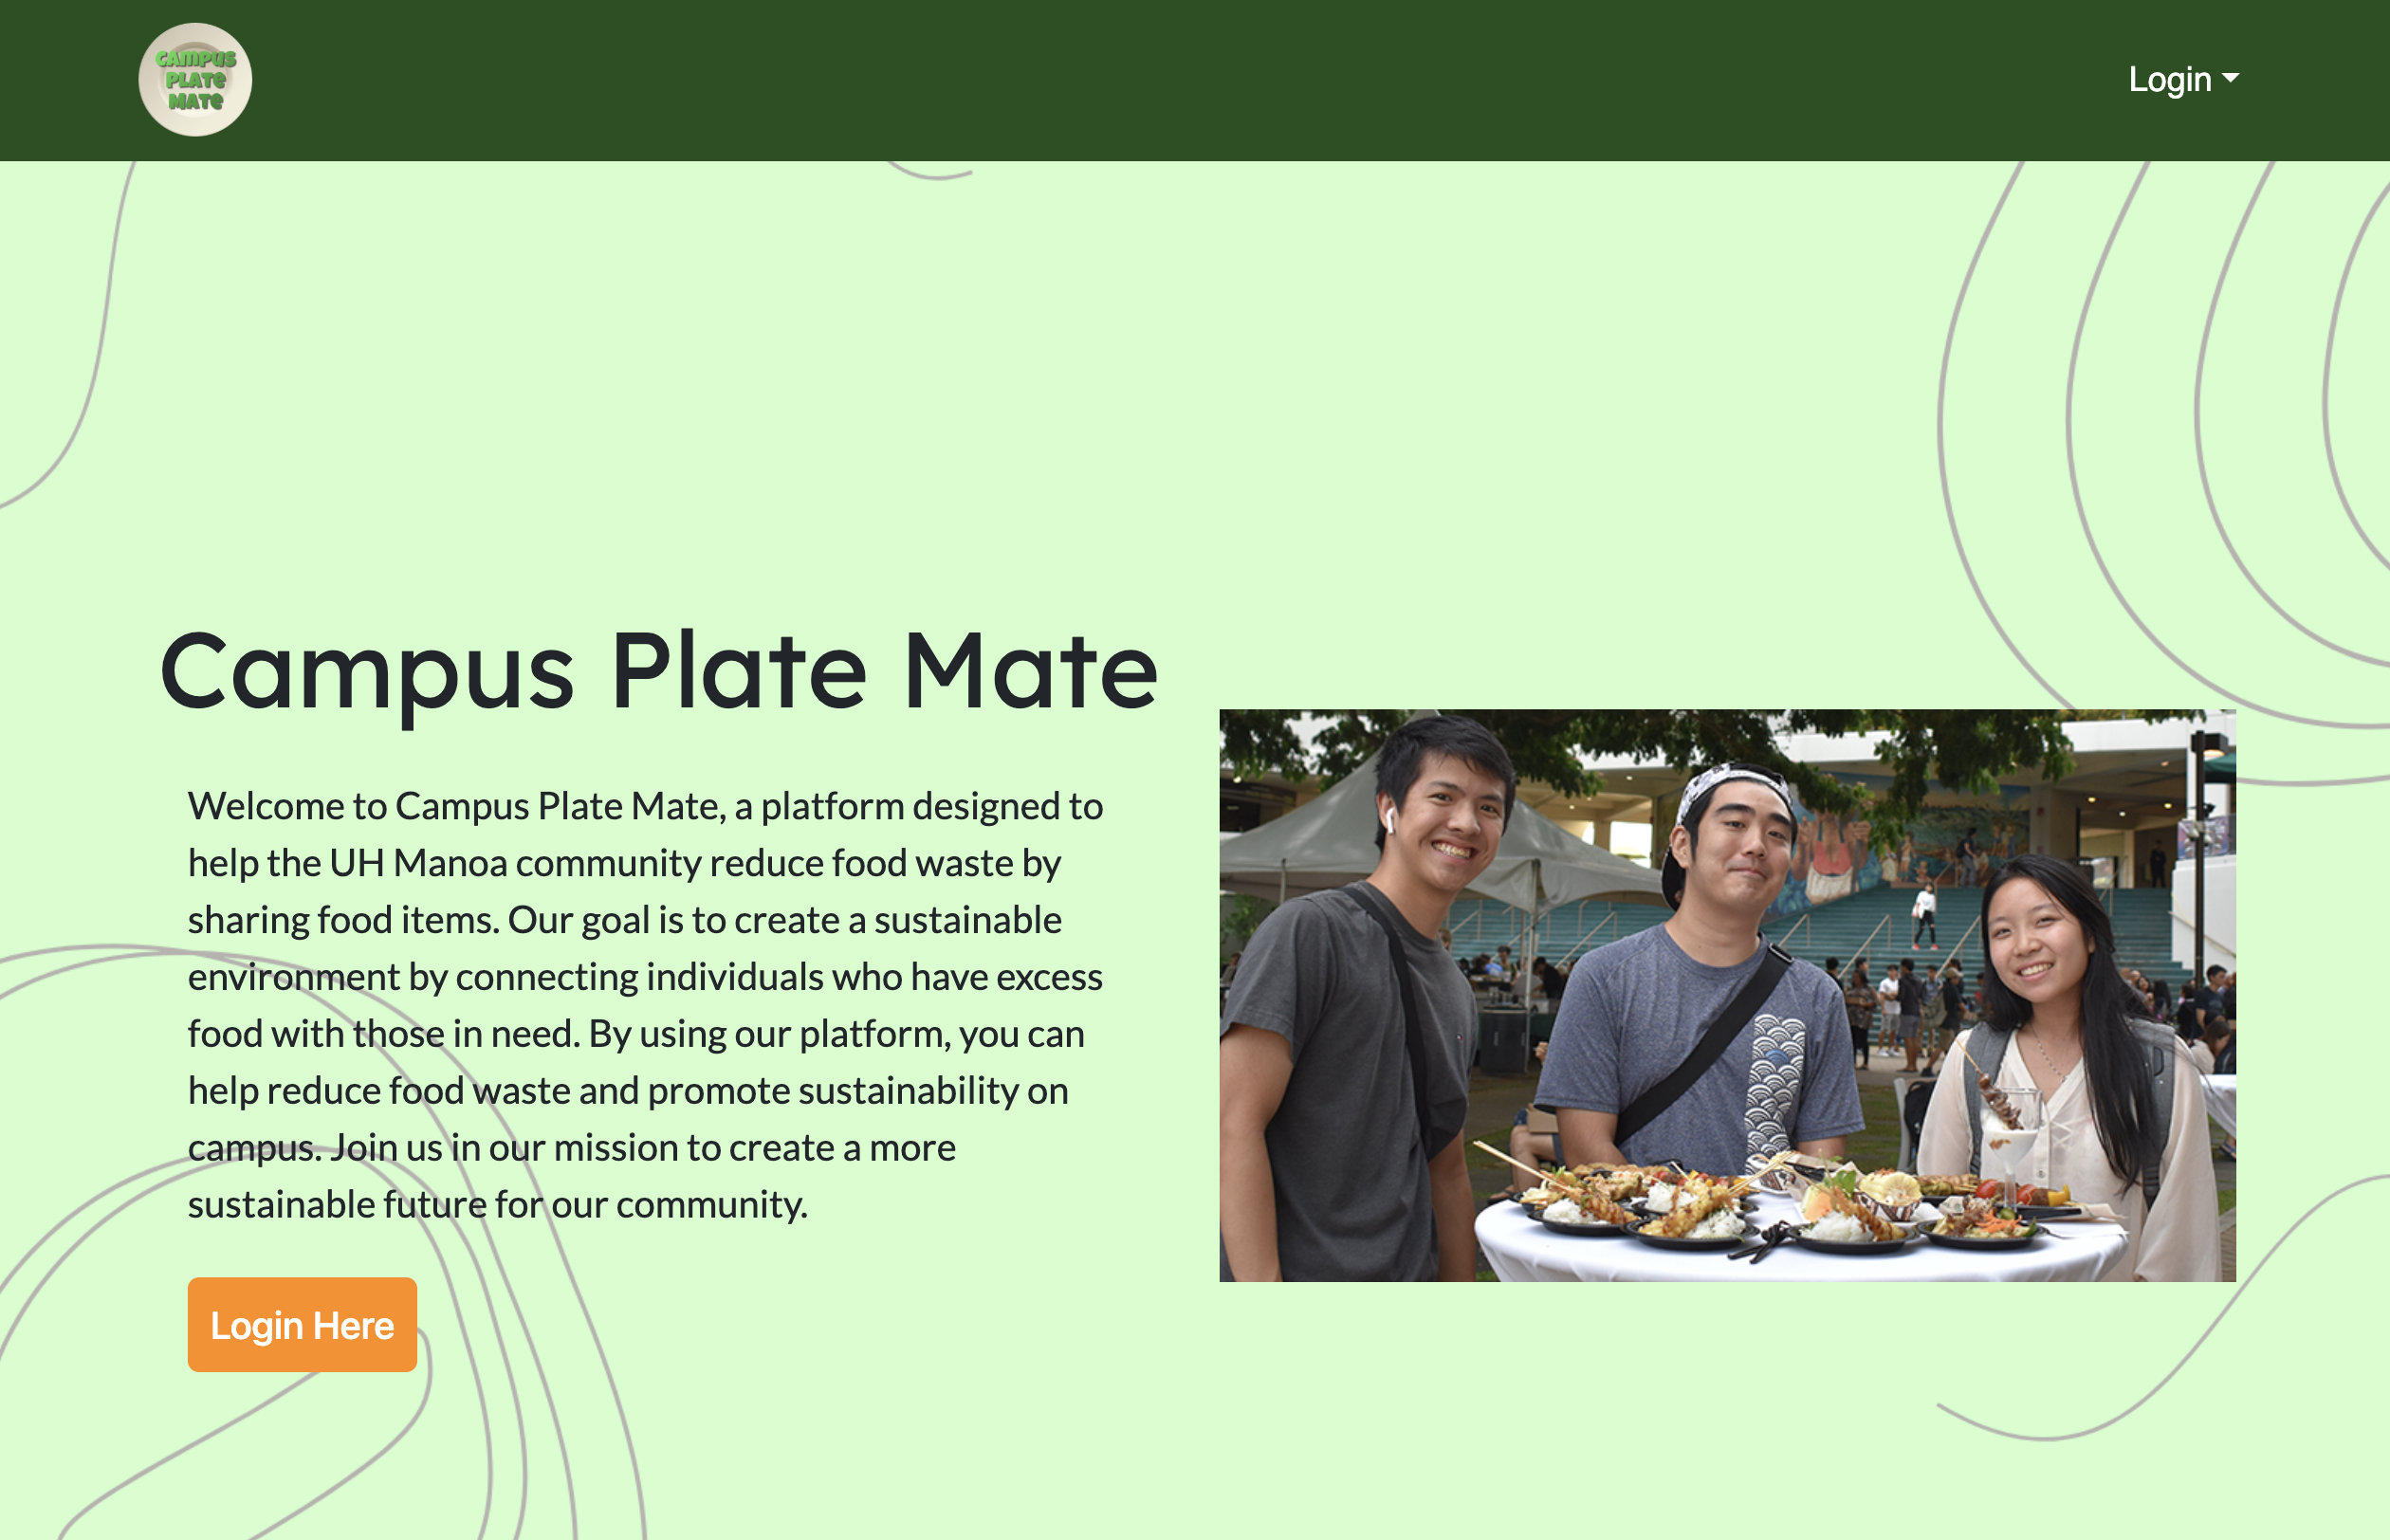 CAMPUS
PLATE
MATE
Login
Campus Plate Mate
Welcome to Campus Plate Mate, a platform designed to
help the UH Manoa community reduce food waste by
sharing food items. Our goal is to create a sustainable
environment by connecting individuals who have excess
food with those in need. By using our platform, you can
help reduce food waste and promote sustainability on
campus. Join us in our mission to create a more
sustainable future for our community.
Login Here